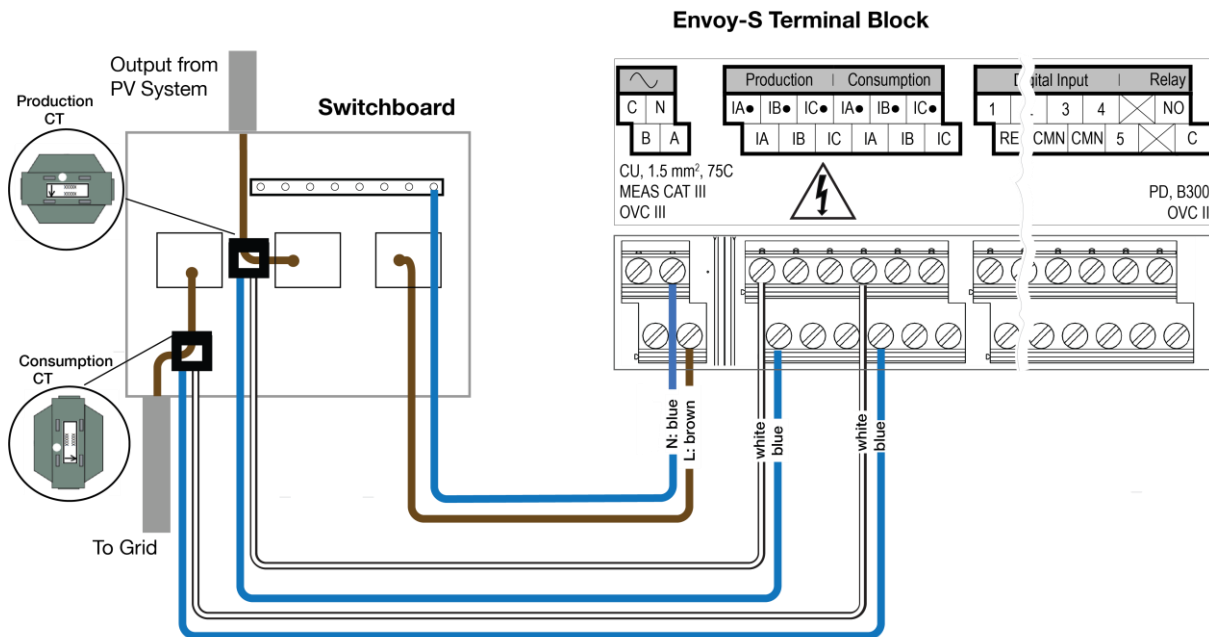 Envoy-S Terminal Block
Output from
PV System
Production
CT
Switchboard
Production | Consumption
Digital Input | Relay
C N
IA● IB● IC● IA● IB● IC●
1 3 4 NO
B A
IA IB IC IA IB IC
CMN CMN 5 C
CU, 1.5 mm², 75C
MEAS CAT III
OVC III
PD, B300
OVC II
Consumption
CT
N: blue
L: brown
white
blue
white
blue
To Grid